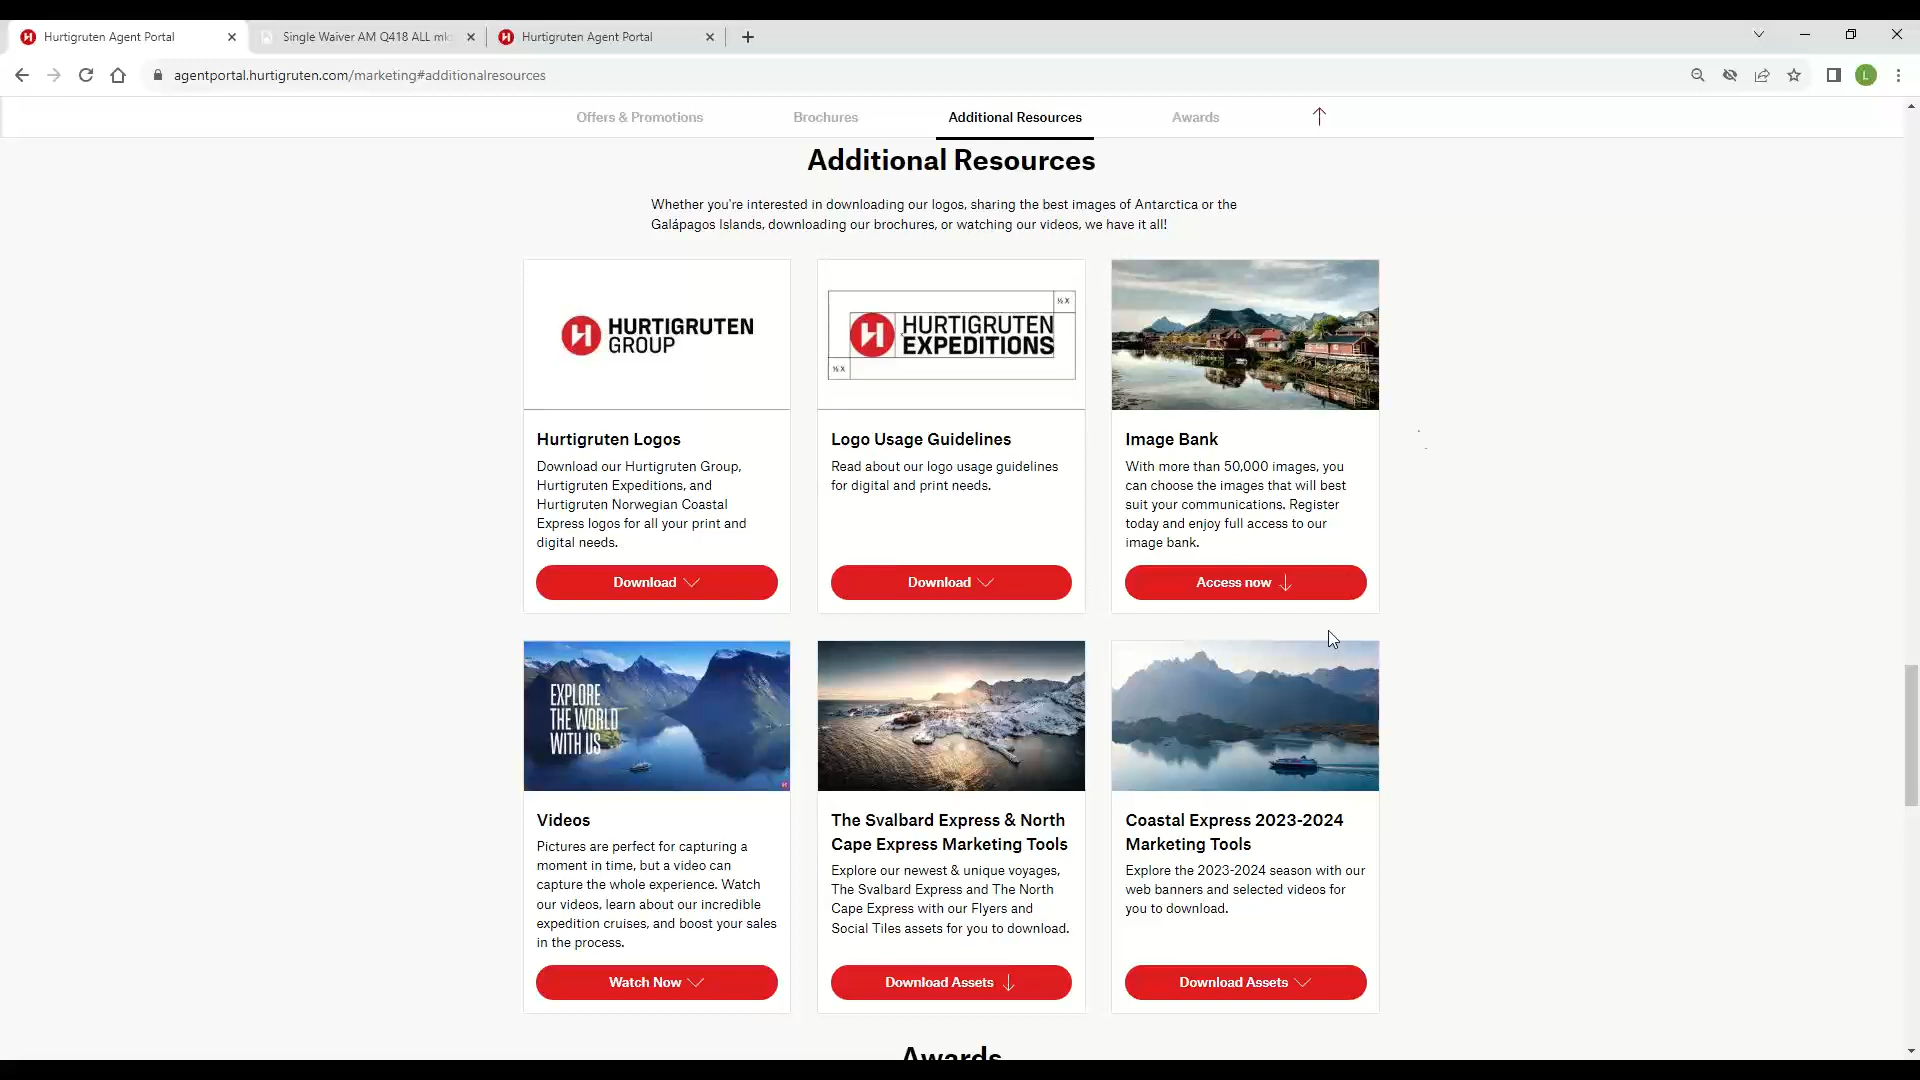 Hurtigruten Agent Portal
Single Waiver AM Q418 ALL mk
Hurtigruten Agent Portal
agentportal.hurtigruten.com/marketing#additionalresources
L
Offers & Promotions
Brochures
Additional Resources
Awards
Additional Resources
Whether you're interested in downloading our logos, sharing the best images of Antarctica or the
Galápagos Islands, downloading our brochures, or watching our videos, we have it all!
HURTIGRUTEN
GROUP
Hurtigruten Logos
Download our Hurtigruten Group,
Hurtigruten Expeditions, and
Hurtigruten Norwegian Coastal
Express logos for all your print and
digital needs.
Download
½ X
HURTIGRUTEN
EXPEDITIONS
½ X
Logo Usage Guidelines
Read about our logo usage guidelines
for digital and print needs.
Download
Image Bank
With more than 50,000 images, you
can choose the images that will best
suit your communications. Register
today and enjoy full access to our
image bank.
Access now
EXPLORE
THE WORLD
WITH US
Videos
Pictures are perfect for capturing a
moment in time, but a video can
capture the whole experience. Watch
our videos, learn about our incredible
expedition cruises, and boost your sales
in the process.
Watch Now
The Svalbard Express & North
Cape Express Marketing Tools
Explore our newest & unique voyages,
The Svalbard Express and The North
Cape Express with our Flyers and
Social Tiles assets for you to download.
Download Assets
Coastal Express 2023-2024
Marketing Tools
Explore the 2023-2024 season with our
web banners and selected videos for
you to download.
Download Assets
Awards